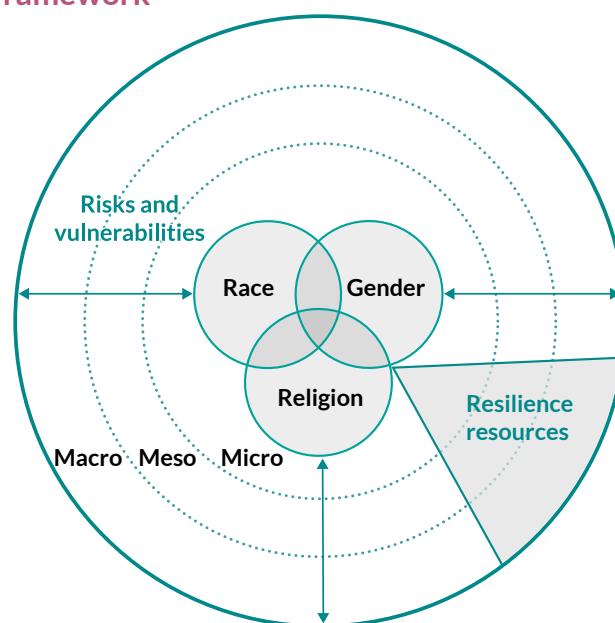 Risks and
vulnerabilities
Race
Gender
Religion
Resilience
resources
Macro
Meso
Micro